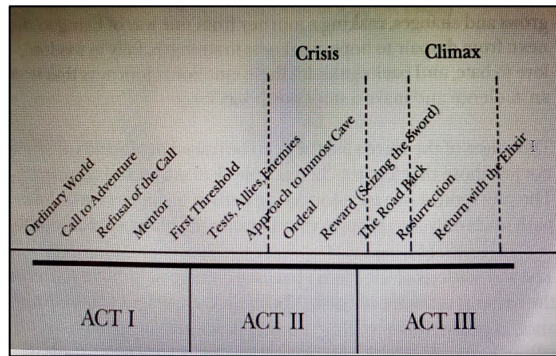 Crisis
Climax
Ordinary World
Call to Adventure
Refusal of the Call
Mentor
First Threshold
Tests, Allies, Enemies
Approach to Inmost Cave
Ordeal
Reward (Seizing the Sword)
The Road Back
Resurrection
Return with the Elixir
ACT I
ACT II
ACT III